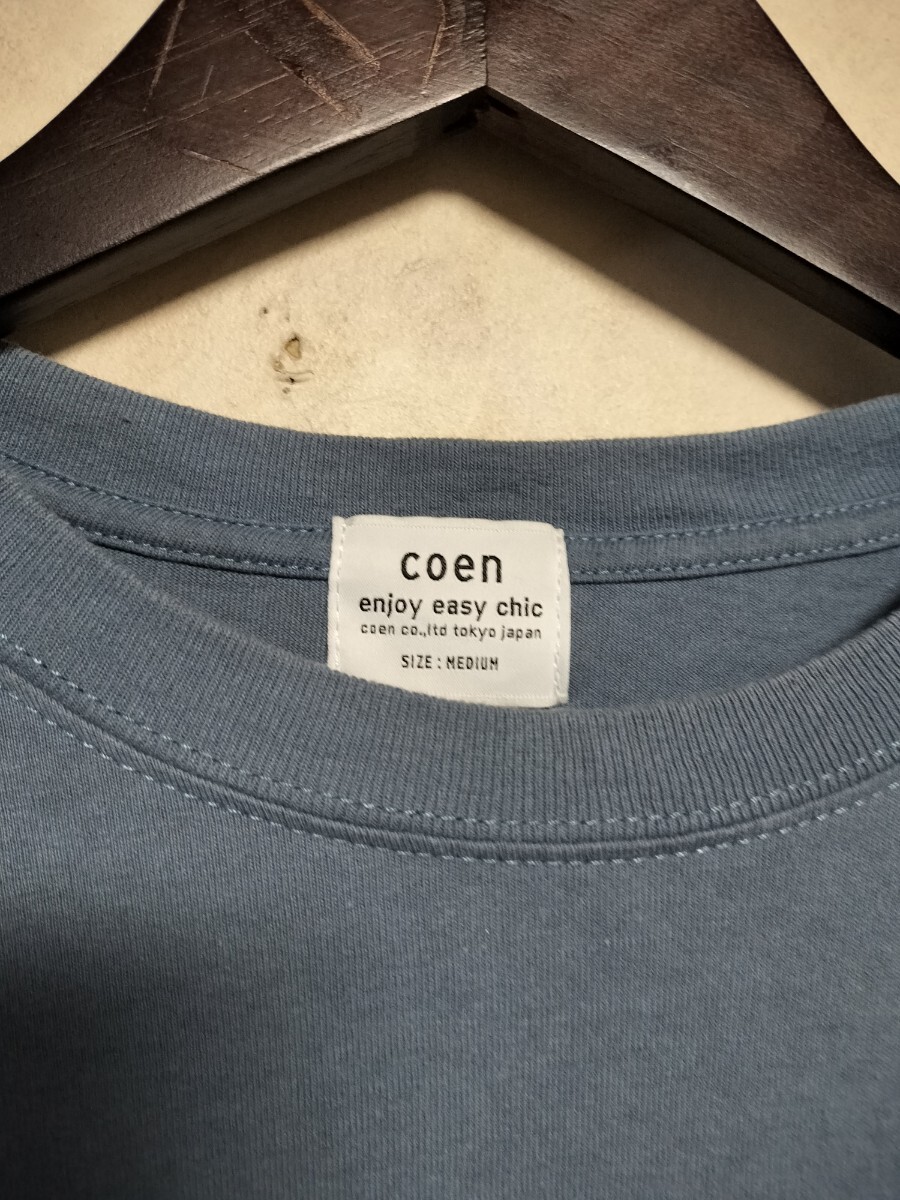 coen
enjoy easy chic
coen co.,ltd tokyo japan
SIZE : MEDIUM